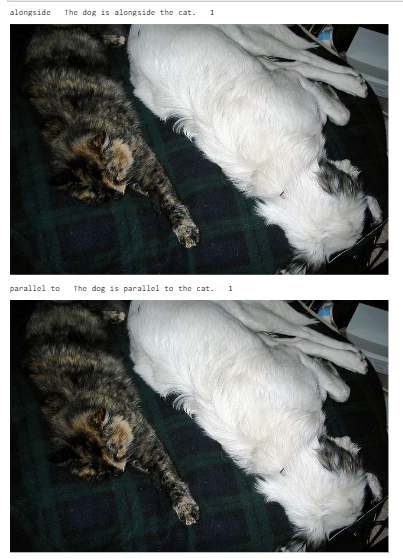 alongside The dog is alongside the cat. 1
parallel to The dog is parallel to the cat. 1